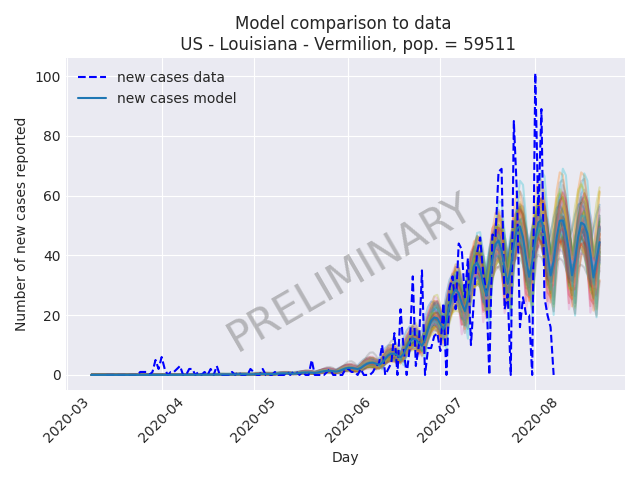 Model comparison to data
US - Louisiana - Vermilion, pop. = 59511
new cases data
new cases model
100
80
60
40
20
0
Number of new cases reported
PRELIMINARY
2020-03
2020-04
2020-05
2020-06
2020-07
2020-08
Day